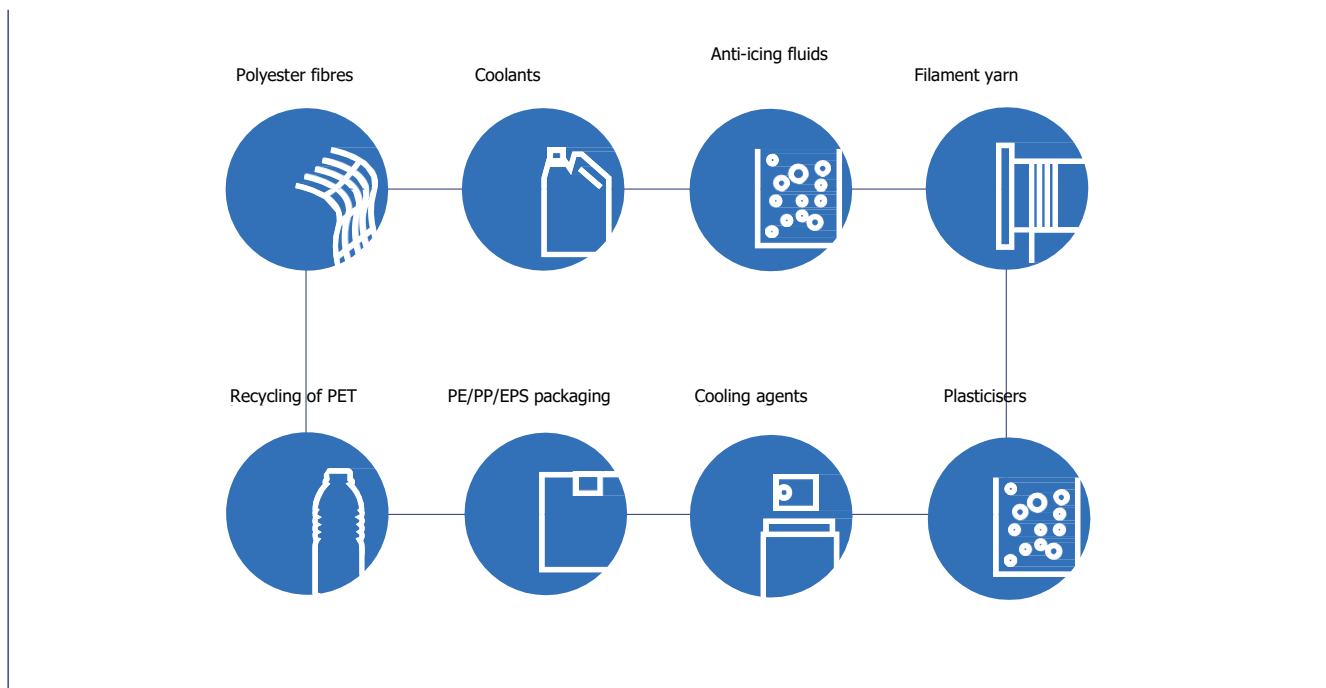 Anti-icing fluids
Polyester fibres
Coolants
Filament yarn
Recycling of PET
PE/PP/EPS packaging
Cooling agents
Plasticisers